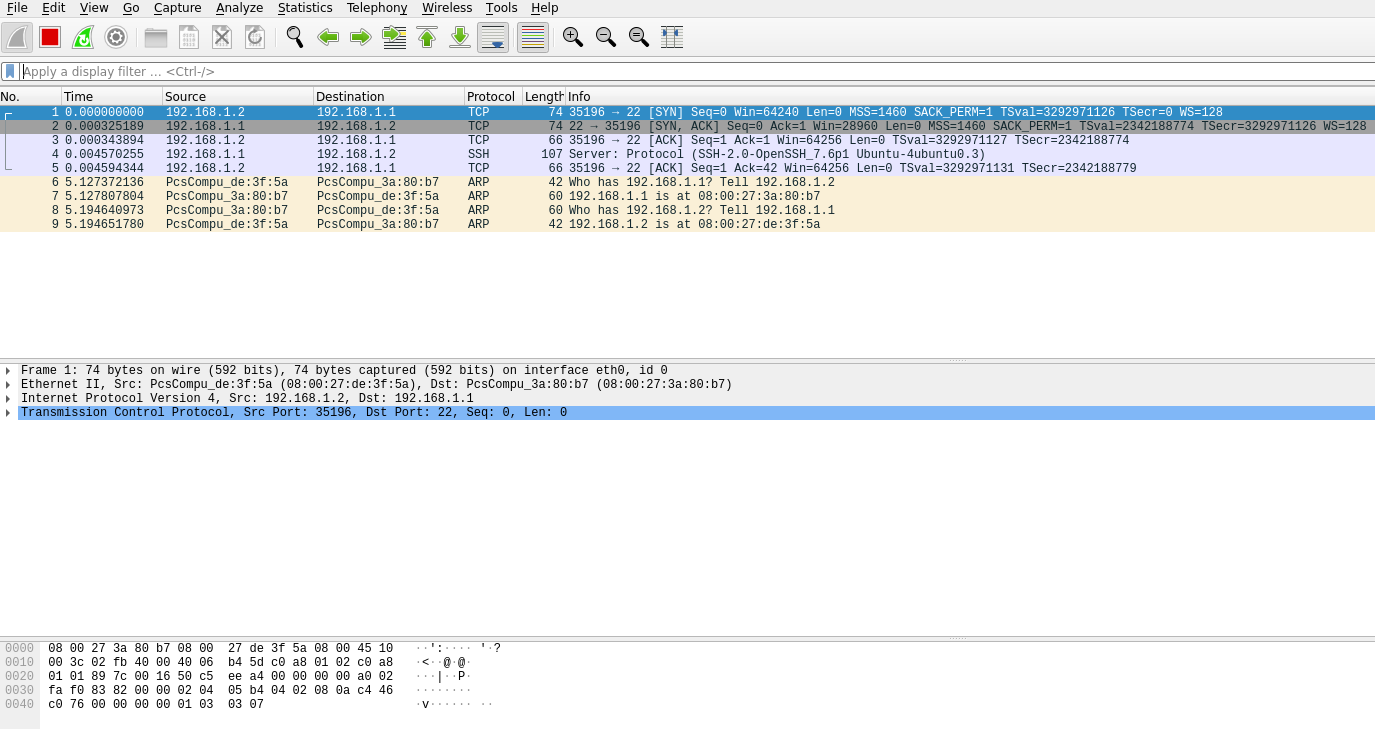 File Edit View Go Capture Analyze Statistics Telephony Wireless Tools Help
Apply a display filter … <Ctrl-/>
No. Time Source Destination Protocol Length Info
1 0.000000000 192.168.1.2 192.168.1.1 TCP 74 35196 → 22 [SYN] Seq=0 Win=64240 Len=0 MSS=1460 SACK_PERM=1 TSval=3292971126 TSecr=0 WS=128
2 0.000325189 192.168.1.1 192.168.1.2 TCP 74 22 → 35196 [SYN, ACK] Seq=0 Ack=1 Win=28960 Len=0 MSS=1460 SACK_PERM=1 TSval=2342188774 TSecr=3292971126 WS=128
3 0.000343894 192.168.1.2 192.168.1.1 TCP 66 35196 → 22 [ACK] Seq=1 Ack=1 Win=64256 Len=0 TSval=3292971127 TSecr=2342188774
4 0.004570255 192.168.1.1 192.168.1.2 SSH 107 Server: Protocol (SSH-2.0-OpenSSH_7.6p1 Ubuntu-4ubuntu0.3)
5 0.004594344 192.168.1.2 192.168.1.1 TCP 66 35196 → 22 [ACK] Seq=1 Ack=42 Win=64256 Len=0 TSval=3292971131 TSecr=2342188779
6 5.127372136 PcsCompu_de:3f:5a PcsCompu_3a:80:b7 ARP 42 Who has 192.168.1.1? Tell 192.168.1.2
7 5.127807804 PcsCompu_3a:80:b7 PcsCompu_de:3f:5a ARP 60 192.168.1.1 is at 08:00:27:3a:80:b7
8 5.194640973 PcsCompu_3a:80:b7 PcsCompu_de:3f:5a ARP 60 Who has 192.168.1.2? Tell 192.168.1.1
9 5.194651780 PcsCompu_de:3f:5a PcsCompu_3a:80:b7 ARP 42 192.168.1.2 is at 08:00:27:de:3f:5a
Frame 1: 74 bytes on wire (592 bits), 74 bytes captured (592 bits) on interface eth0, id 0
Ethernet II, Src: PcsCompu_de:3f:5a (08:00:27:de:3f:5a), Dst: PcsCompu_3a:80:b7 (08:00:27:3a:80:b7)
Internet Protocol Version 4, Src: 192.168.1.2, Dst: 192.168.1.1
Transmission Control Protocol, Src Port: 35196, Dst Port: 22, Seq: 0, Len: 0
0000 08 00 27 3a 80 b7 08 00 27 de 3f 5a 08 00 45 10 ··':···· '·?
0010 00 3c 02 fb 40 00 40 06 b4 5d c0 a8 01 02 c0 a8 ·<··@·@·
0020 01 01 89 7c 00 16 50 c5 ee a4 00 00 00 00 a0 02 ···|··P·
0030 fa f0 83 82 00 00 02 04 05 b4 04 02 08 0a c4 46 ········
0040 c0 76 00 00 00 00 01 03 03 07 ·v······ ··